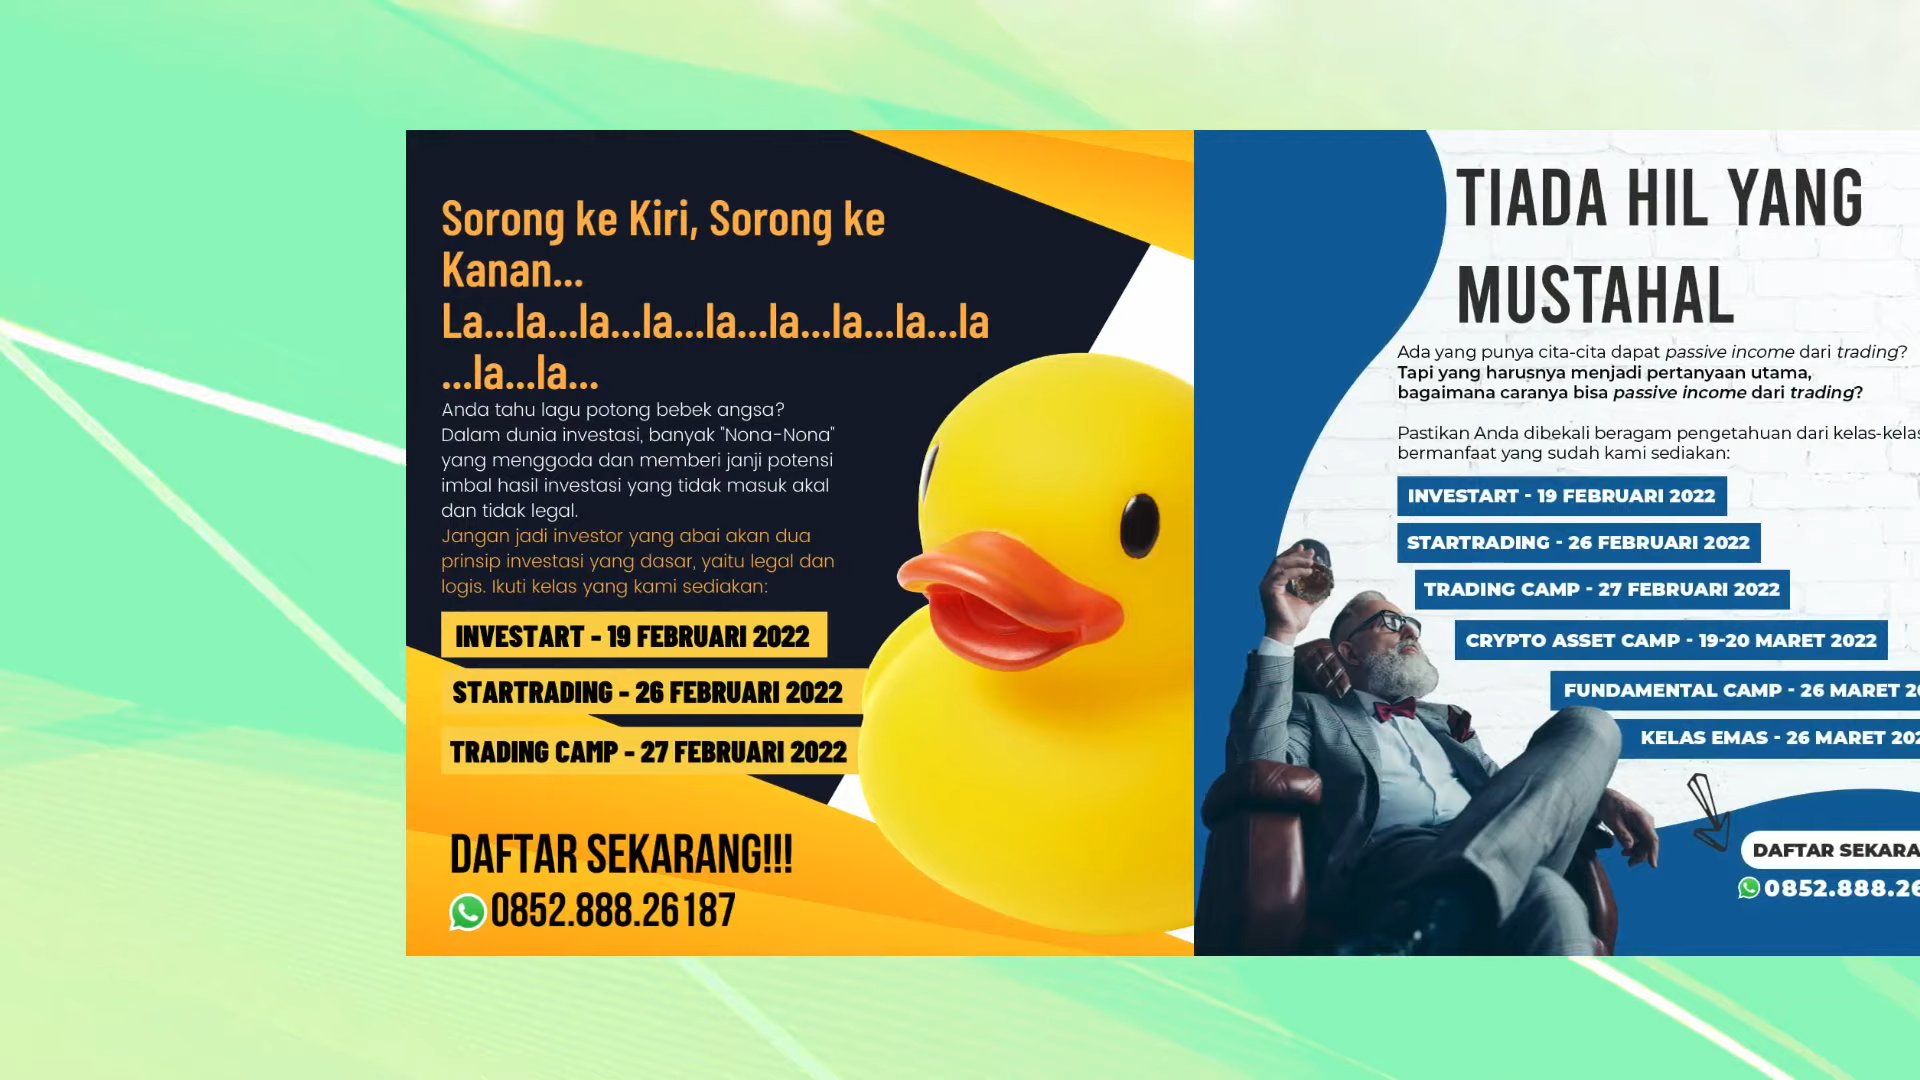 Sorong ke Kiri, Sorong ke
Kanan...
La...la...la...la...la...la...la...la...la
...la...la...
Anda tahu lagu potong bebek angsa?
Dalam dunia investasi, banyak "Nona-Nona"
yang menggoda dan memberi janji potensi
imbal hasil investasi yang tidak masuk akal
dan tidak legal.
Jangan jadi investor yang abai akan dua
prinsip investasi yang dasar, yaitu legal dan
logis. Ikuti kelas yang kami sediakan:
INVESTART - 19 FEBRUARI 2022
STARTRADING - 26 FEBRUARI 2022
TRADING CAMP - 27 FEBRUARI 2022
DAFTAR SEKARANG!!!
0852.888.26187
TIADA HIL YANG
MUSTAHAL
Ada yang punya cita-cita dapat passive income dari trading?
Tapi yang harusnya menjadi pertanyaan utama,
bagaimana caranya bisa passive income dari trading?
Pastikan Anda dibekali beragam pengetahuan dari kelas-kelas
bermanfaat yang sudah kami sediakan:
INVESTART - 19 FEBRUARI 2022
STARTRADING - 26 FEBRUARI 2022
TRADING CAMP - 27 FEBRUARI 2022
CRYPTO ASSET CAMP - 19-20 MARET 2022
FUNDAMENTAL CAMP - 26 MARET
KELAS EMAS - 26 MARET
DAFTAR
0852.888.26